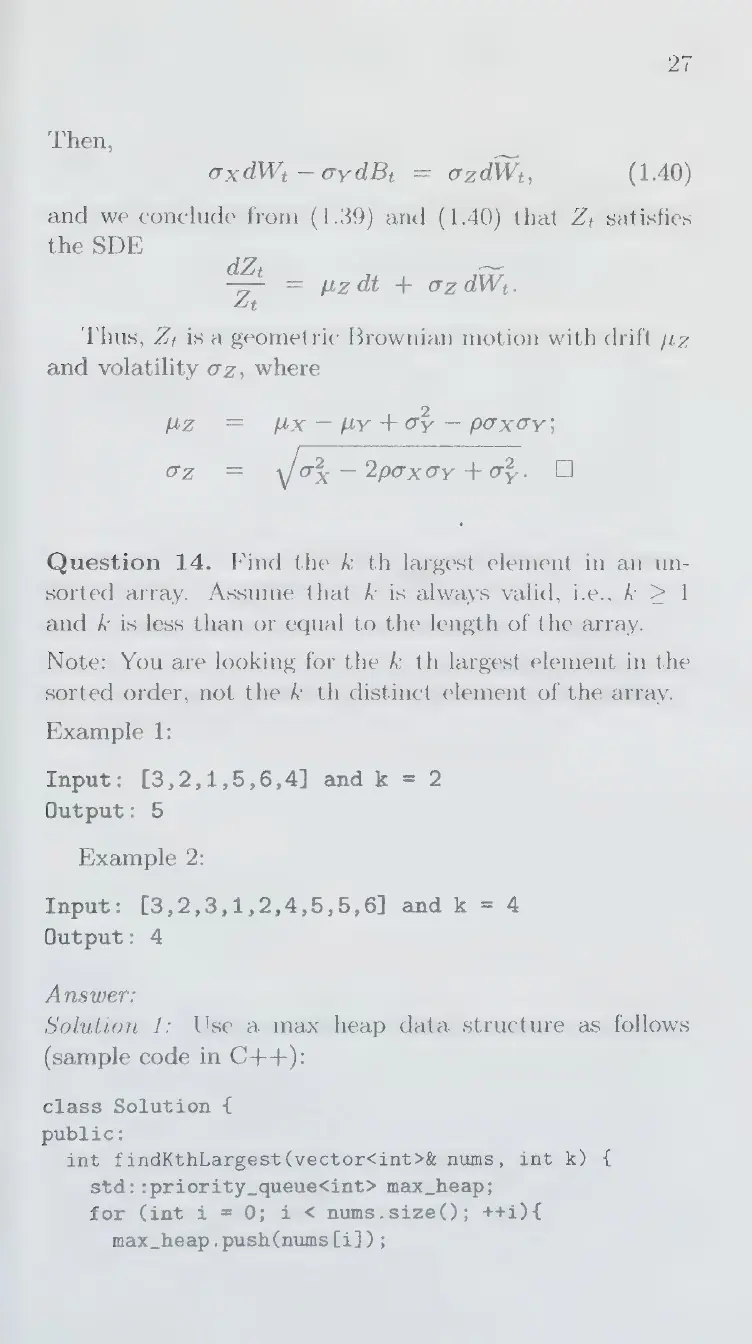 27
Then,
σ_X dW_t − σ_Y dB_t = σ_Z dW̃_t, (1.40)
and we conclude from (1.39) and (1.40) that Z_t satisfies
the SDE
dZ_t / Z_t = μ_Z dt + σ_Z dW̃_t.
Thus, Z_t is a geometric Brownian motion with drift μ_Z
and volatility σ_Z, where
μ_Z = μ_X − μ_Y + σ_Y^2 − ρσ_Xσ_Y;
σ_Z = √(σ_X^2 − 2ρσ_Xσ_Y + σ_Y^2). □
Question 14. Find the k th largest element in an un-
sorted array. Assume that k is always valid, i.e., k ≥ 1
and k is less than or equal to the length of the array.
Note: You are looking for the k th largest element in the
sorted order, not the k th distinct element of the array.
Example 1:
Input: [3,2,1,5,6,4] and k = 2
Output: 5
Example 2:
Input: [3,2,3,1,2,4,5,5,6] and k = 4
Output: 4
Answer:
Solution 1: Use a max heap data structure as follows
(sample code in C++):
class Solution {
public:
int findKthLargest(vector<int>& nums, int k) {
std::priority_queue<int> max_heap;
for (int i = 0; i < nums.size(); ++i){
max_heap.push(nums[i]);